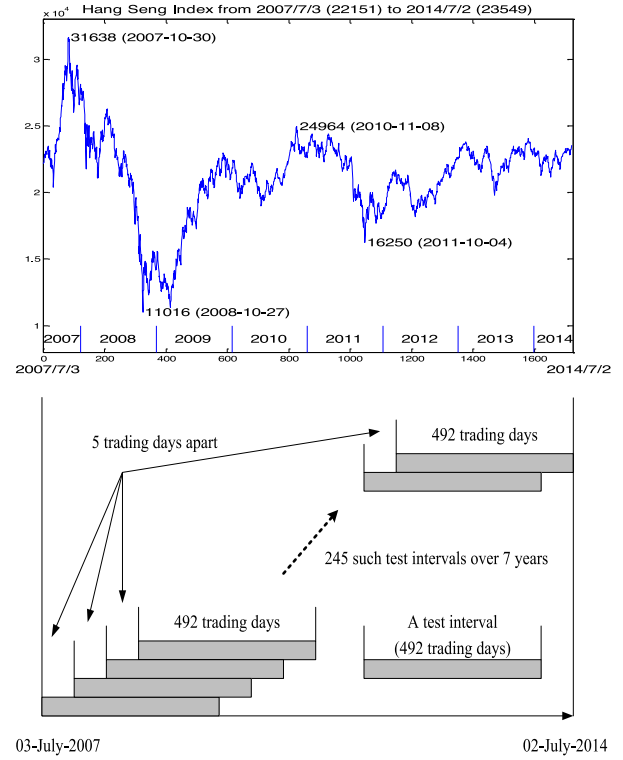 Hang Seng Index from 2007/7/3 (22151) to 2014/7/2 (23549)
x 10⁴
3.5
31638 (2007-10-30)
3
24964 (2010-11-08)
2.5
2
16250 (2011-10-04)
1.5
11016 (2008-10-27)
1
2007 2008 2009 2010 2011 2012 2013 2014
0 200 400 600 800 1000 1200 1400 1600
2007/7/3 2014/7/2
5 trading days apart
492 trading days
245 such test intervals over 7 years
492 trading days
A test interval
(492 trading days)
03-July-2007 02-July-2014